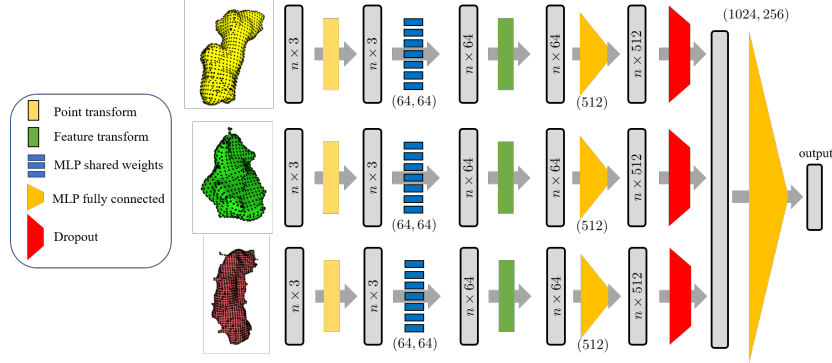 (1024, 256)
n × 3
n × 3
(64, 64)
n × 64
n × 64
(512)
n × 512
Point transform
Feature transform
MLP shared weights
MLP fully connected
Dropout
n × 3
n × 3
(64, 64)
n × 64
n × 64
(512)
n × 512
output
n × 3
n × 3
(64, 64)
n × 64
n × 64
(512)
n × 512